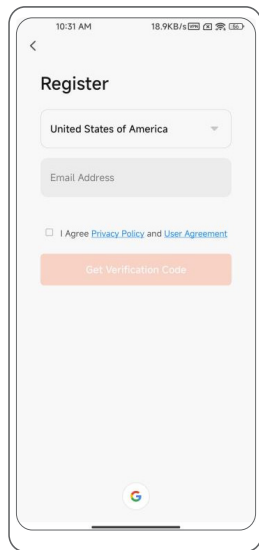 10:31 AM 18.9KB/s
Register
United States of America
Email Address
I Agree Privacy Policy and User Agreement
Get Verification Code
G